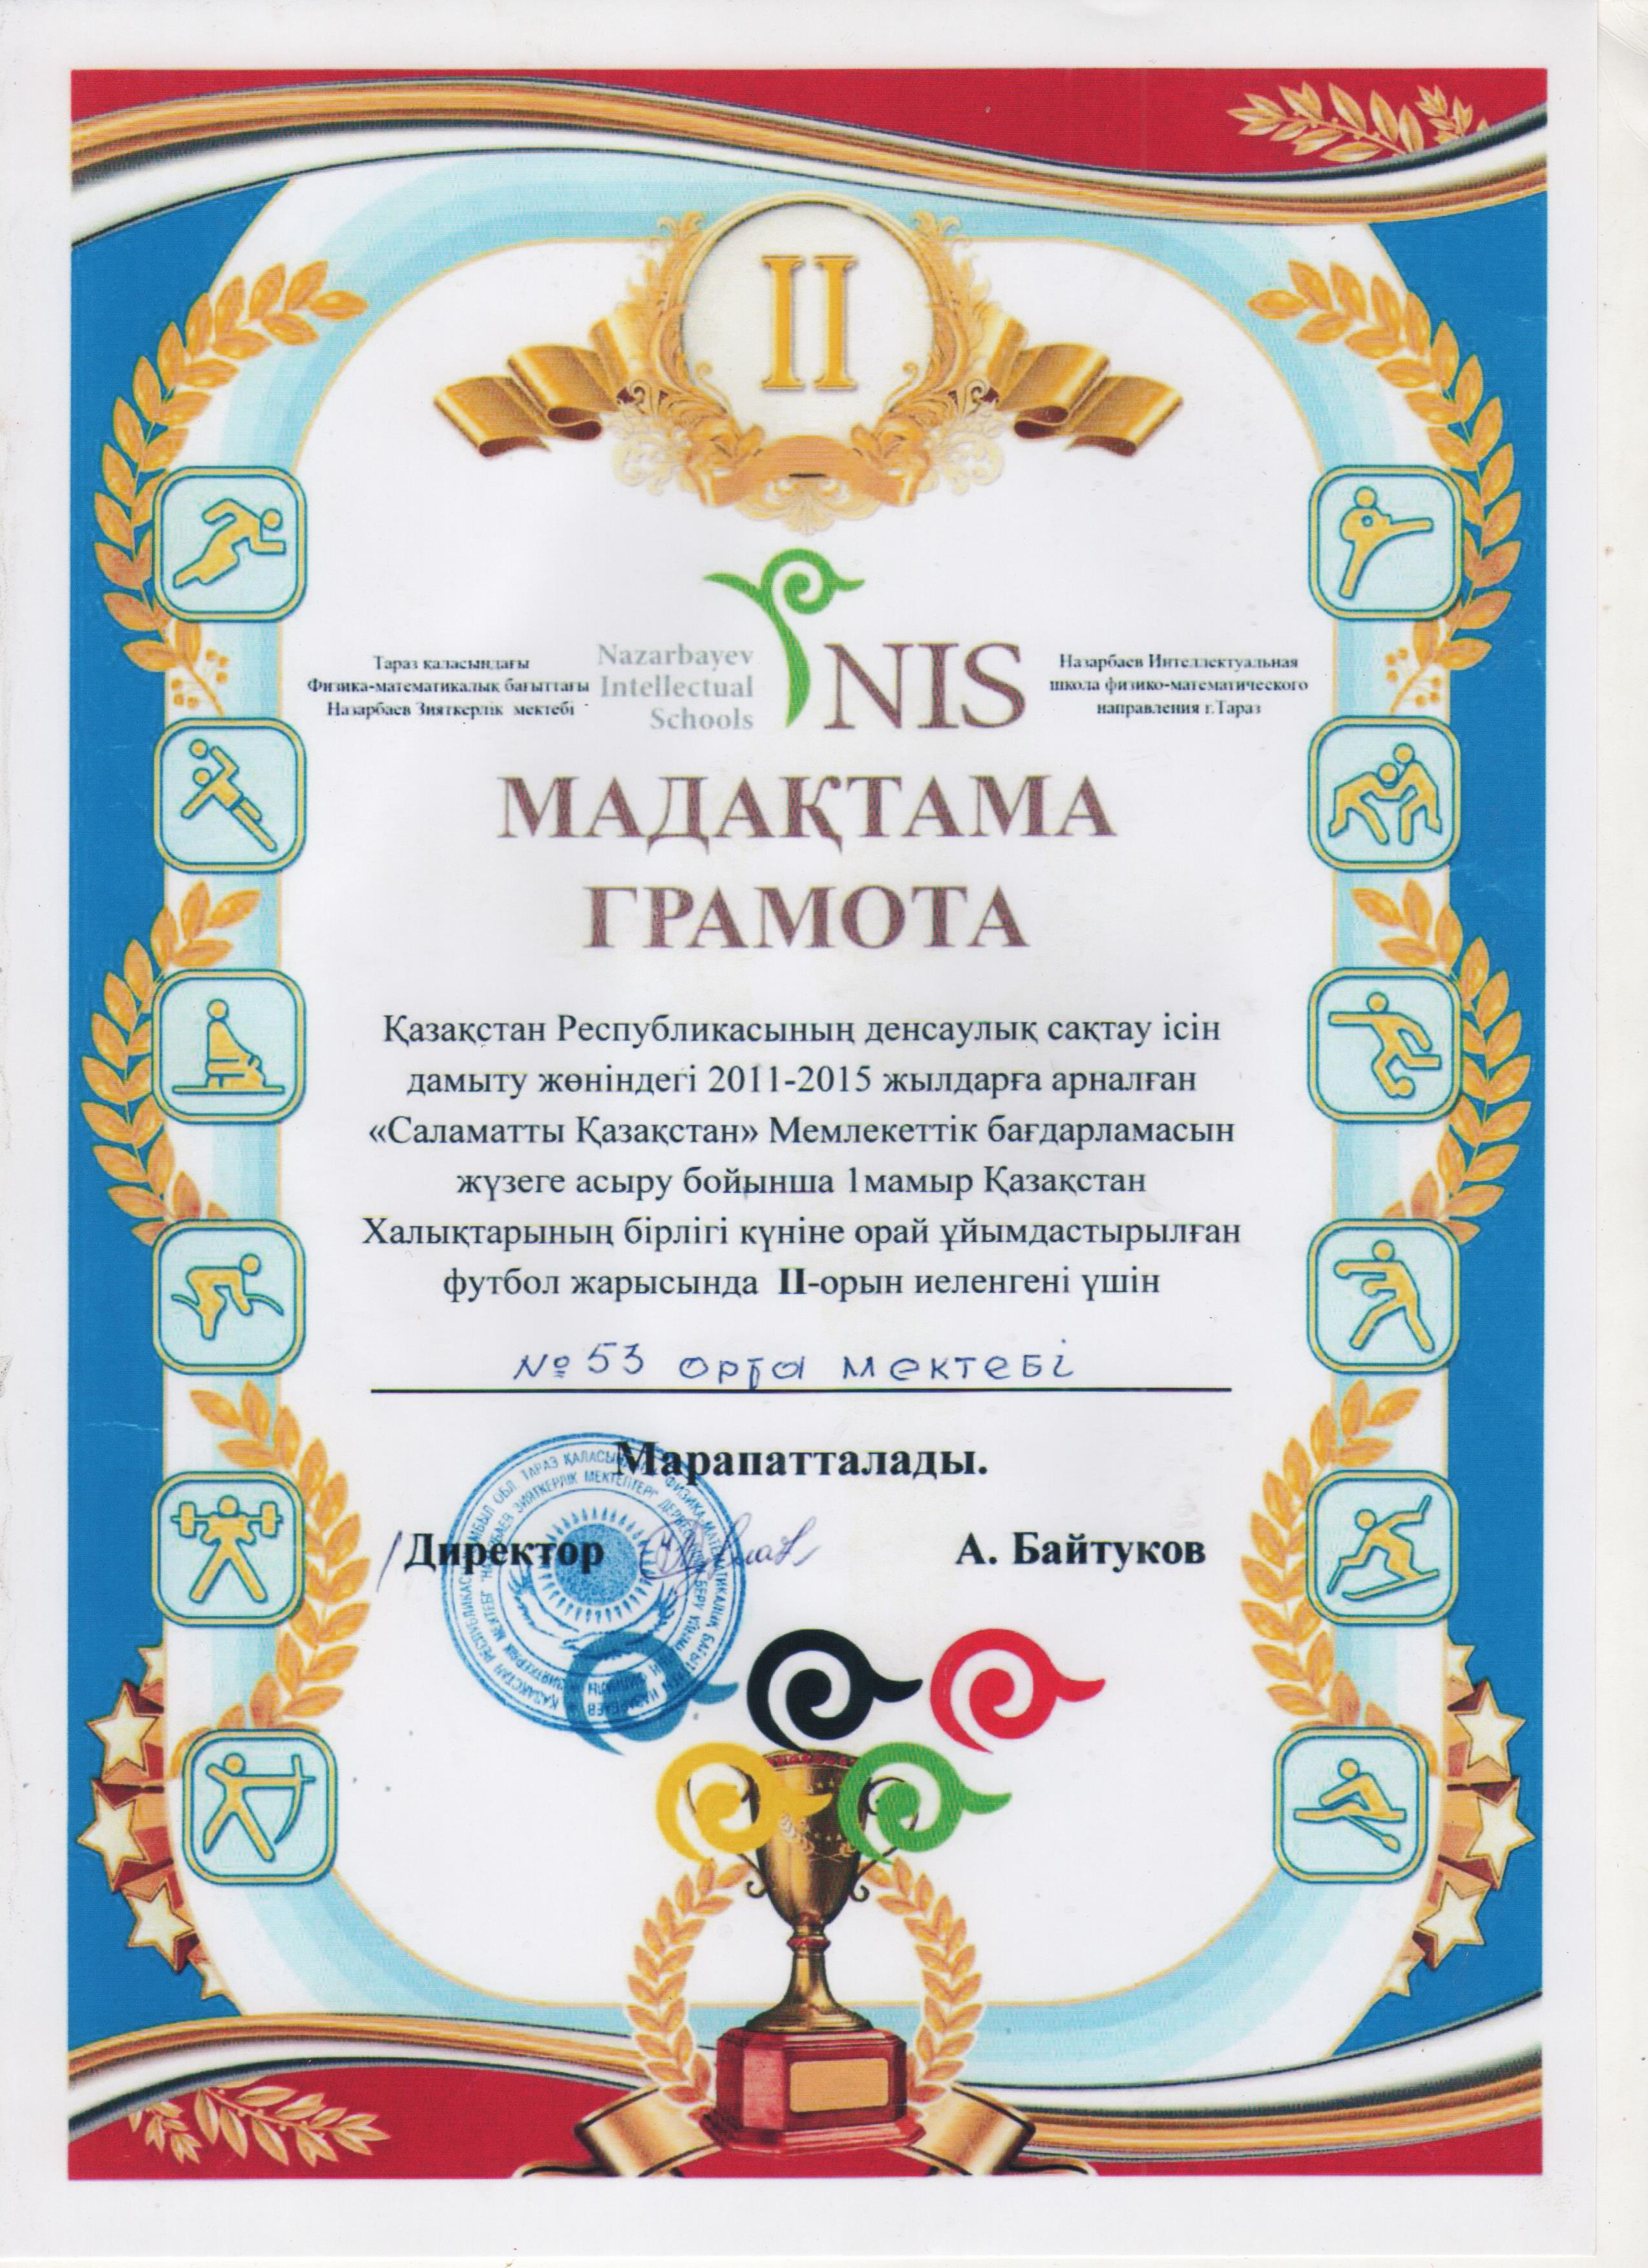 II
Тараз қаласындағы
Физика-математикалық бағыттағы
Назарбаев Зияткерлік мектебі
Nazarbayev
Intellectual
Schools
NIS
Назарбаев Интеллектуальная
школа физико-математического
направления г.Тараз
МАДАҚТАМА
ГРАМОТА
Қазақстан Республикасының денсаулық сақтау ісін
дамыту жөніндегі 2011-2015 жылдарға арналған
«Саламатты Қазақстан» Мемлекеттік бағдарламасын
жүзеге асыру бойынша 1мамыр Қазақстан
Халықтарының бірлігі күніне орай ұйымдастырылған
футбол жарысында II-орын иеленгені үшін
№ 53 орта мектебі
Марапатталады.
Директор
А. Байтуков